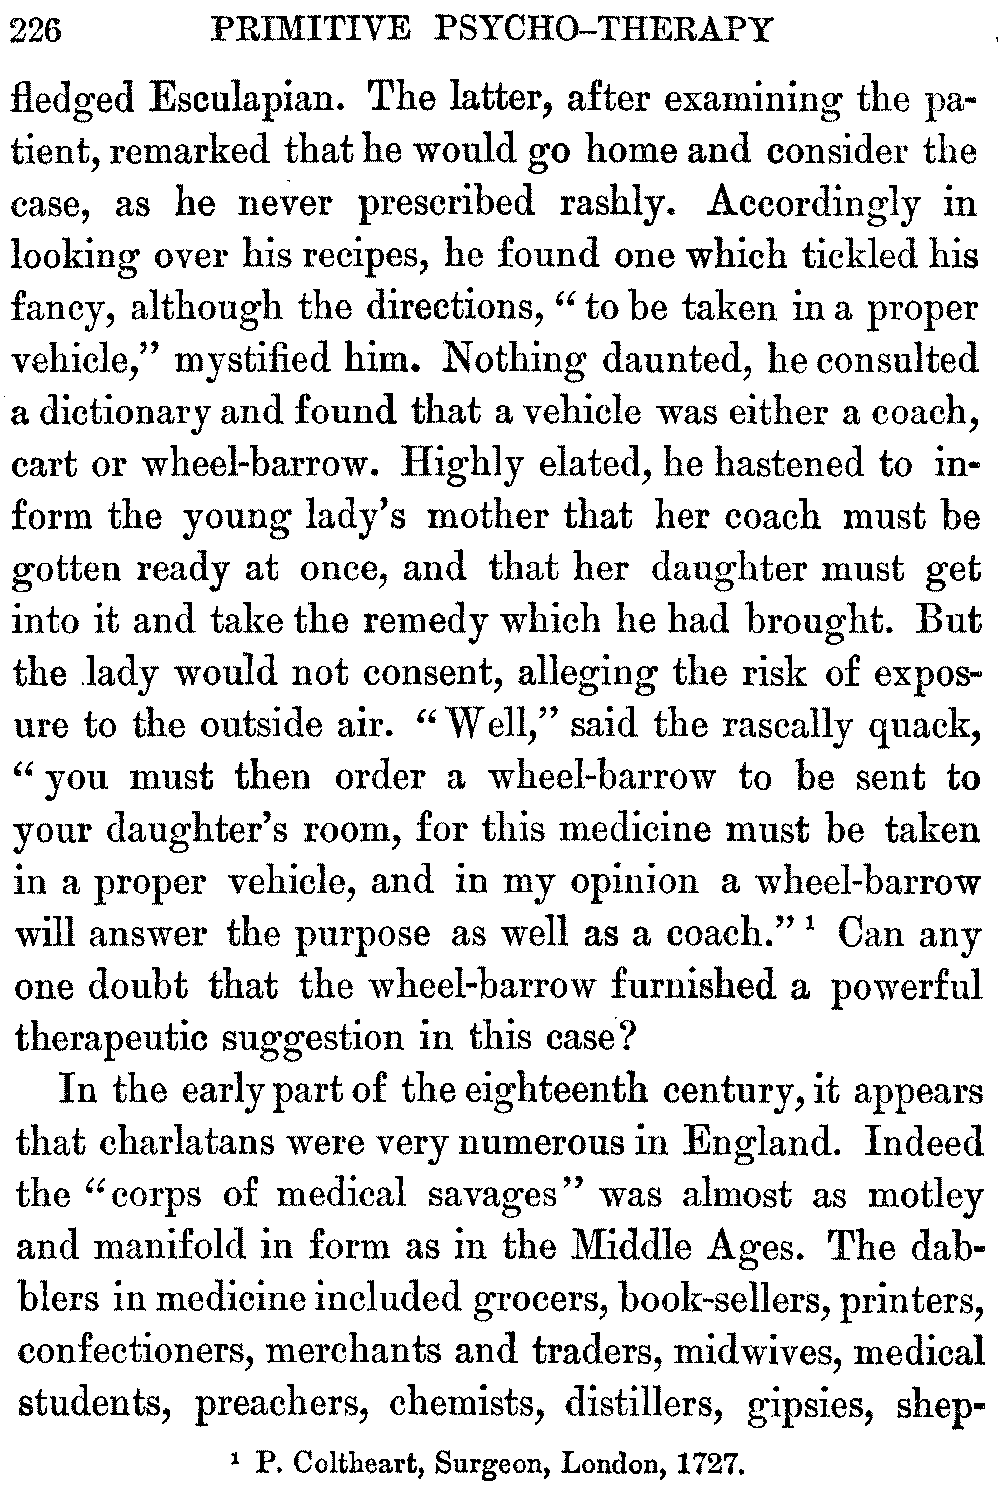 226 PRIMITIVE PSYCHO-THERAPY
fledged Esculapian. The latter, after examining the pa-
tient, remarked that he would go home and consider the
case, as he never prescribed rashly. Accordingly in
looking over his recipes, he found one which tickled his
fancy, although the directions, “to be taken in a proper
vehicle,” mystified him. Nothing daunted, he consulted
a dictionary and found that a vehicle was either a coach,
cart or wheel-barrow. Highly elated, he hastened to in-
form the young lady’s mother that her coach must be
gotten ready at once, and that her daughter must get
into it and take the remedy which he had brought. But
the lady would not consent, alleging the risk of expos-
ure to the outside air. “Well,” said the rascally quack,
“you must then order a wheel-barrow to be sent to
your daughter’s room, for this medicine must be taken
in a proper vehicle, and in my opinion a wheel-barrow
will answer the purpose as well as a coach.” ¹ Can any
one doubt that the wheel-barrow furnished a powerful
therapeutic suggestion in this case?
In the early part of the eighteenth century, it appears
that charlatans were very numerous in England. Indeed
the “corps of medical savages” was almost as motley
and manifold in form as in the Middle Ages. The dab-
blers in medicine included grocers, book-sellers, printers,
confectioners, merchants and traders, midwives, medical
students, preachers, chemists, distillers, gipsies, shep-
¹ P. Coltheart, Surgeon, London, 1727.